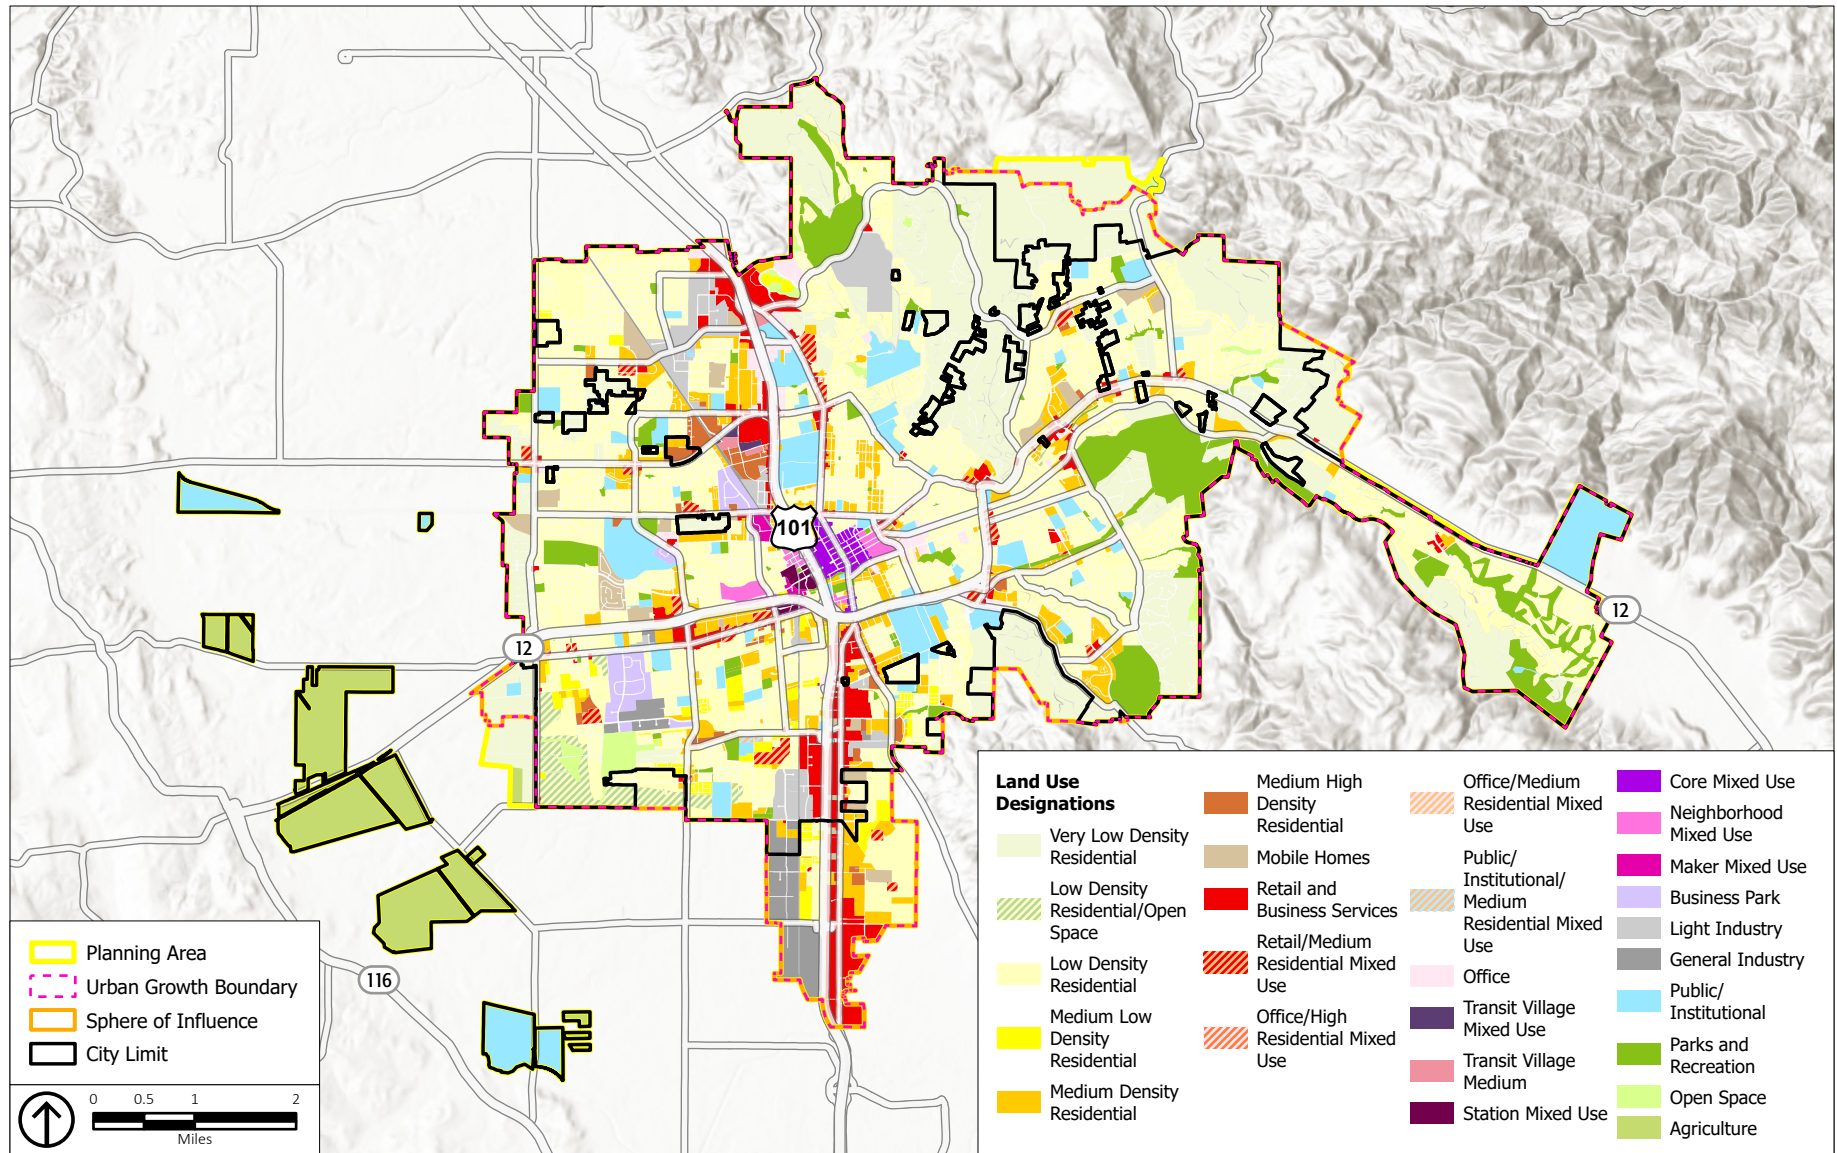 101
12
12
116
Planning Area
Urban Growth Boundary
Sphere of Influence
City Limit
0 0.5 1 2
Miles
Land Use
Designations
Very Low Density
Residential
Low Density
Residential/Open
Space
Low Density
Residential
Medium Low
Density
Residential
Medium Density
Residential
Medium High
Density
Residential
Mobile Homes
Retail and
Business Services
Retail/Medium
Residential Mixed
Use
Office/High
Residential Mixed
Use
Office/Medium
Residential Mixed
Use
Public/
Institutional/
Medium
Residential Mixed
Use
Office
Transit Village
Mixed Use
Transit Village
Medium
Station Mixed Use
Core Mixed Use
Neighborhood
Mixed Use
Maker Mixed Use
Business Park
Light Industry
General Industry
Public/
Institutional
Parks and
Recreation
Open Space
Agriculture